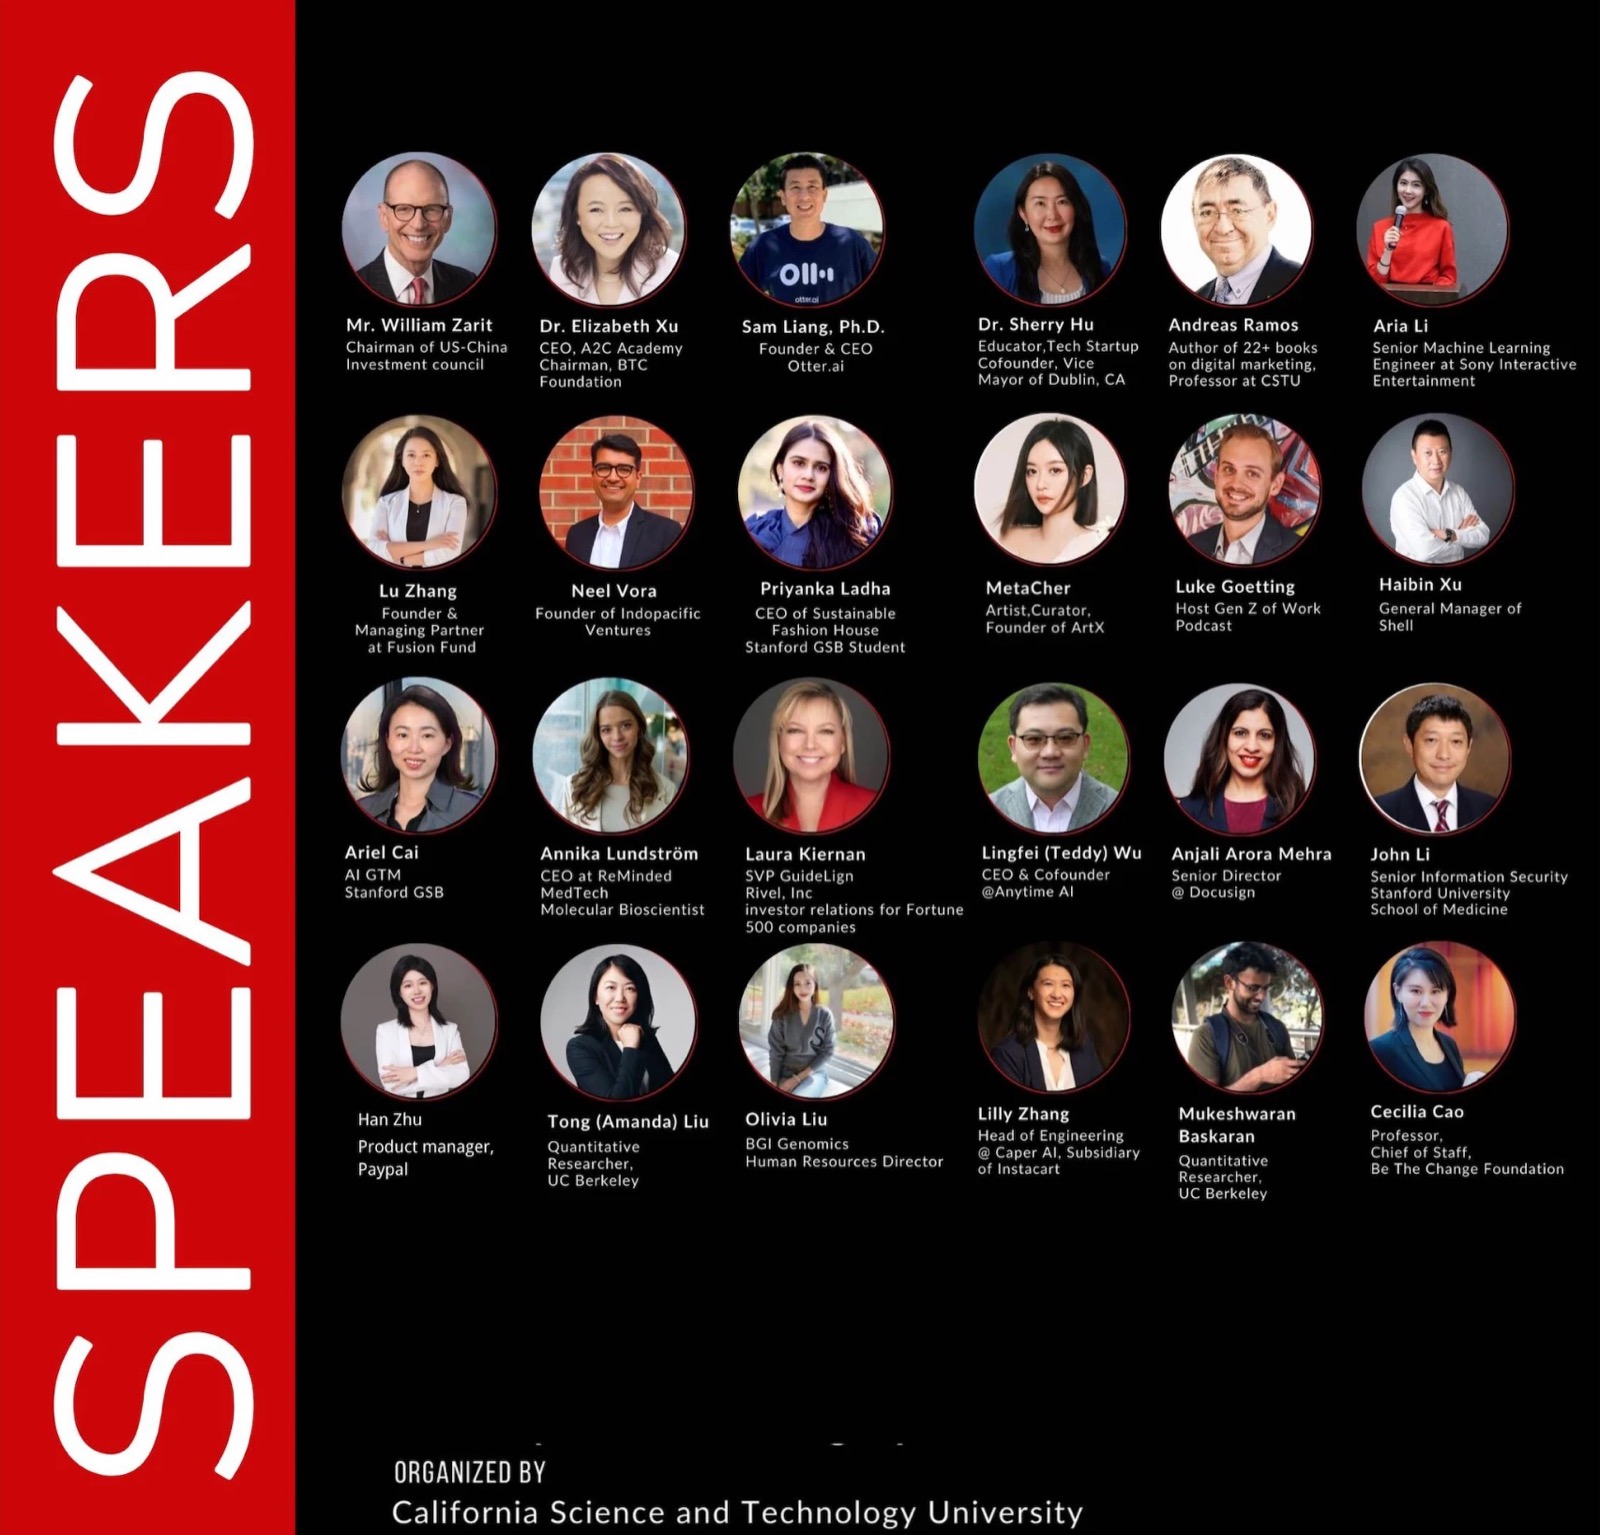 SPEAKERS
Mr. William Zarit
Chairman of US-China
Investment council
Dr. Elizabeth Xu
CEO, A2C Academy
Chairman, BTC
Foundation
Ollı·ı
otter.ai
Sam Liang, Ph.D.
Founder & CEO
Otter.ai
Dr. Sherry Hu
Educator,Tech Startup
Cofounder, Vice
Mayor of Dublin, CA
Andreas Ramos
Author of 22+ books
on digital marketing,
Professor at CSTU
Aria Li
Senior Machine Learning
Engineer at Sony Interactive
Entertainment
Lu Zhang
Founder &
Managing Partner
at Fusion Fund
Neel Vora
Founder of Indopacific
Ventures
Priyanka Ladha
CEO of Sustainable
Fashion House
Stanford GSB Student
MetaCher
Artist,Curator,
Founder of ArtX
Luke Goetting
Host Gen Z of Work
Podcast
Haibin Xu
General Manager of
Shell
Ariel Cai
AI GTM
Stanford GSB
Annika Lundström
CEO at ReMinded
MedTech
Molecular Bioscientist
Laura Kiernan
SVP GuideLign
Rivel, Inc
investor relations for Fortune
500 companies
Lingfei (Teddy) Wu
CEO & Cofounder
@Anytime AI
Anjali Arora Mehra
Senior Director
@ Docusign
John Li
Senior Information Security
Stanford University
School of Medicine
Han Zhu
Product manager,
Paypal
Tong (Amanda) Liu
Quantitative
Researcher,
UC Berkeley
S
Olivia Liu
BGI Genomics
Human Resources Director
Lilly Zhang
Head of Engineering
@ Caper AI, Subsidiary
of Instacart
Mukeshwaran
Baskaran
Quantitative
Researcher,
UC Berkeley
Cecilia Cao
Professor,
Chief of Staff,
Be The Change Foundation
ORGANIZED BY
California Science and Technology University